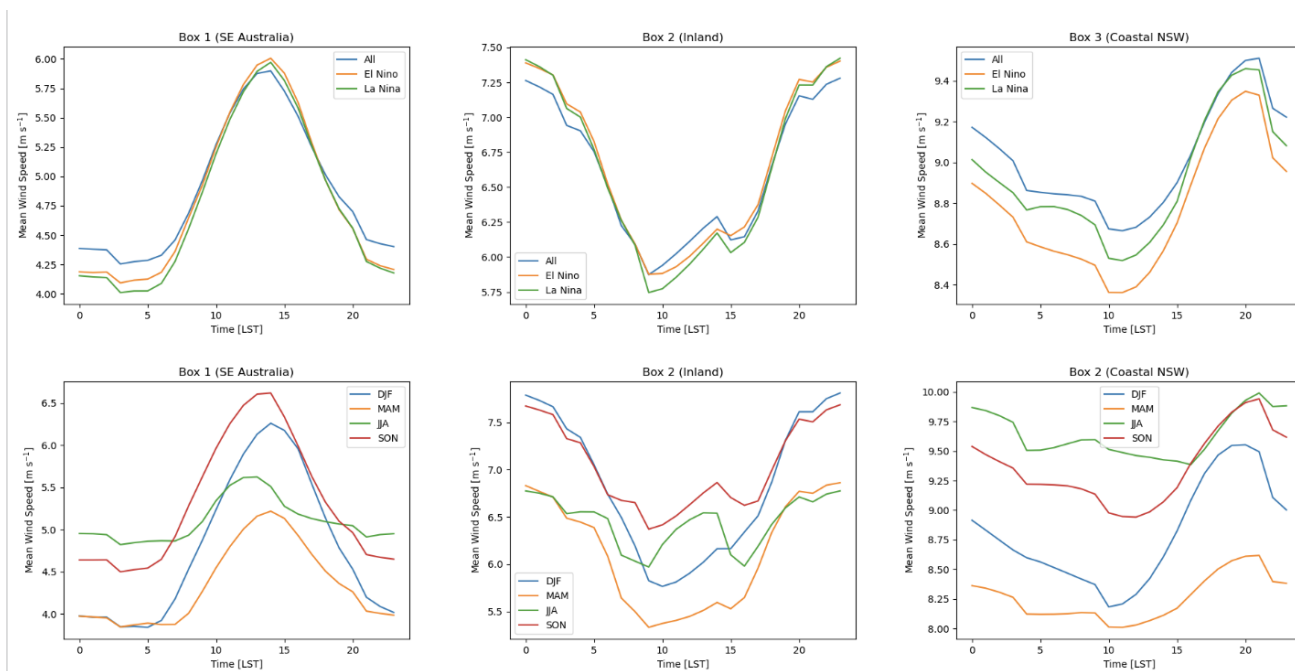 Box 1 (SE Australia)
Mean Wind Speed [m s⁻¹]
6.00
5.75
5.50
5.25
5.00
4.75
4.50
4.25
4.00
All
El Nino
La Nina
0 5 10 15 20
Time [LST]
Box 2 (Inland)
Mean Wind Speed [m s⁻¹]
7.50
7.25
7.00
6.75
6.50
6.25
6.00
5.75
All
El Nino
La Nina
0 5 10 15 20
Time [LST]
Box 3 (Coastal NSW)
Mean Wind Speed [m s⁻¹]
9.4
9.2
9.0
8.8
8.6
8.4
All
El Nino
La Nina
0 5 10 15 20
Time [LST]
Box 1 (SE Australia)
Mean Wind Speed [m s⁻¹]
6.5
6.0
5.5
5.0
4.5
4.0
DJF
MAM
JJA
SON
0 5 10 15 20
Time [LST]
Box 2 (Inland)
Mean Wind Speed [m s⁻¹]
7.5
7.0
6.5
6.0
5.5
DJF
MAM
JJA
SON
0 5 10 15 20
Time [LST]
Box 2 (Coastal NSW)
Mean Wind Speed [m s⁻¹]
10.00
9.75
9.50
9.25
9.00
8.75
8.50
8.25
8.00
DJF
MAM
JJA
SON
0 5 10 15 20
Time [LST]